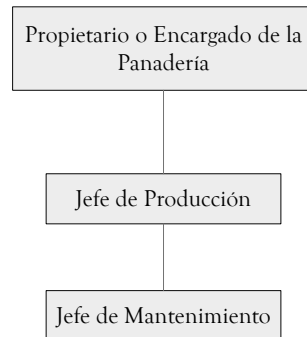 Propietario o Encargado de la
Panadería
Jefe de Producción
Jefe de Mantenimiento